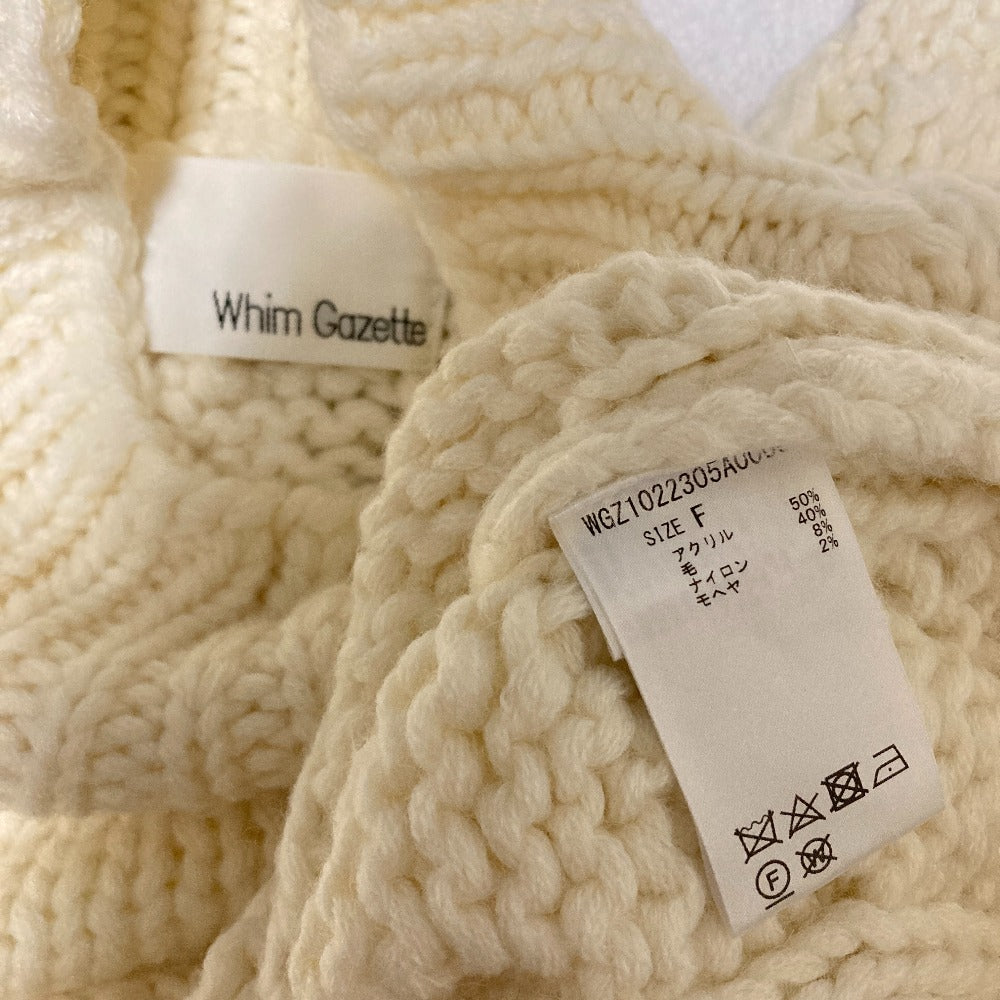 Whim Gazette
WGZ1022305A00
SIZE F
アクリル 50%
毛 40%
ナイロン 8%
モヘヤ 2%
F
W